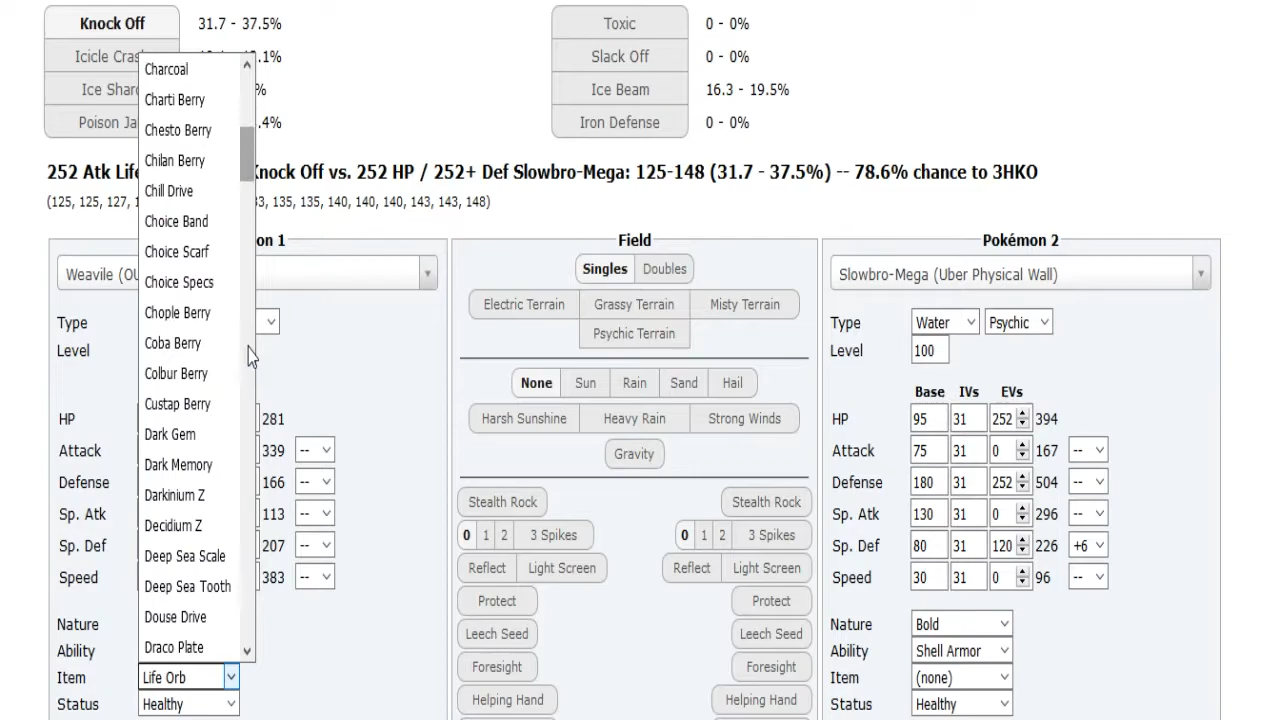 Knock Off 31.7 - 37.5% Toxic 0 - 0%
Icicle Cras .1% Slack Off 0 - 0%
Ice Shar % Ice Beam 16.3 - 19.5%
Poison Ja .4% Iron Defense 0 - 0%
252 Atk Life Knock Off vs. 252 HP / 252+ Def Slowbro-Mega: 125-148 (31.7 - 37.5%) -- 78.6% chance to 3HKO
(125, 125, 127, 33, 135, 135, 140, 140, 140, 143, 143, 148)
Charcoal
Charti Berry
Chesto Berry
Chilan Berry
Chill Drive
Choice Band
Choice Scarf
Choice Specs
Chople Berry
Coba Berry
Colbur Berry
Custap Berry
Dark Gem
Dark Memory
Darkinium Z
Decidium Z
Deep Sea Scale
Deep Sea Tooth
Douse Drive
Draco Plate
on 1
Weavile (OU
Type
Level
HP 281
Attack 339 --
Defense 166 --
Sp. Atk 113 --
Sp. Def 207 --
Speed 383 --
Nature
Ability
Item Life Orb
Status Healthy
Field
Singles Doubles
Electric Terrain Grassy Terrain Misty Terrain
Psychic Terrain
None Sun Rain Sand Hail
Harsh Sunshine Heavy Rain Strong Winds
Gravity
Stealth Rock Stealth Rock
0 1 2 3 Spikes 0 1 2 3 Spikes
Reflect Light Screen Reflect Light Screen
Protect Protect
Leech Seed Leech Seed
Foresight Foresight
Helping Hand Helping Hand
Pokémon 2
Slowbro-Mega (Uber Physical Wall)
Type Water Psychic
Level 100
Base IVs EVs
HP 95 31 252 394
Attack 75 31 0 167 --
Defense 180 31 252 504 --
Sp. Atk 130 31 0 296 --
Sp. Def 80 31 120 226 +6
Speed 30 31 0 96 --
Nature Bold
Ability Shell Armor
Item (none)
Status Healthy